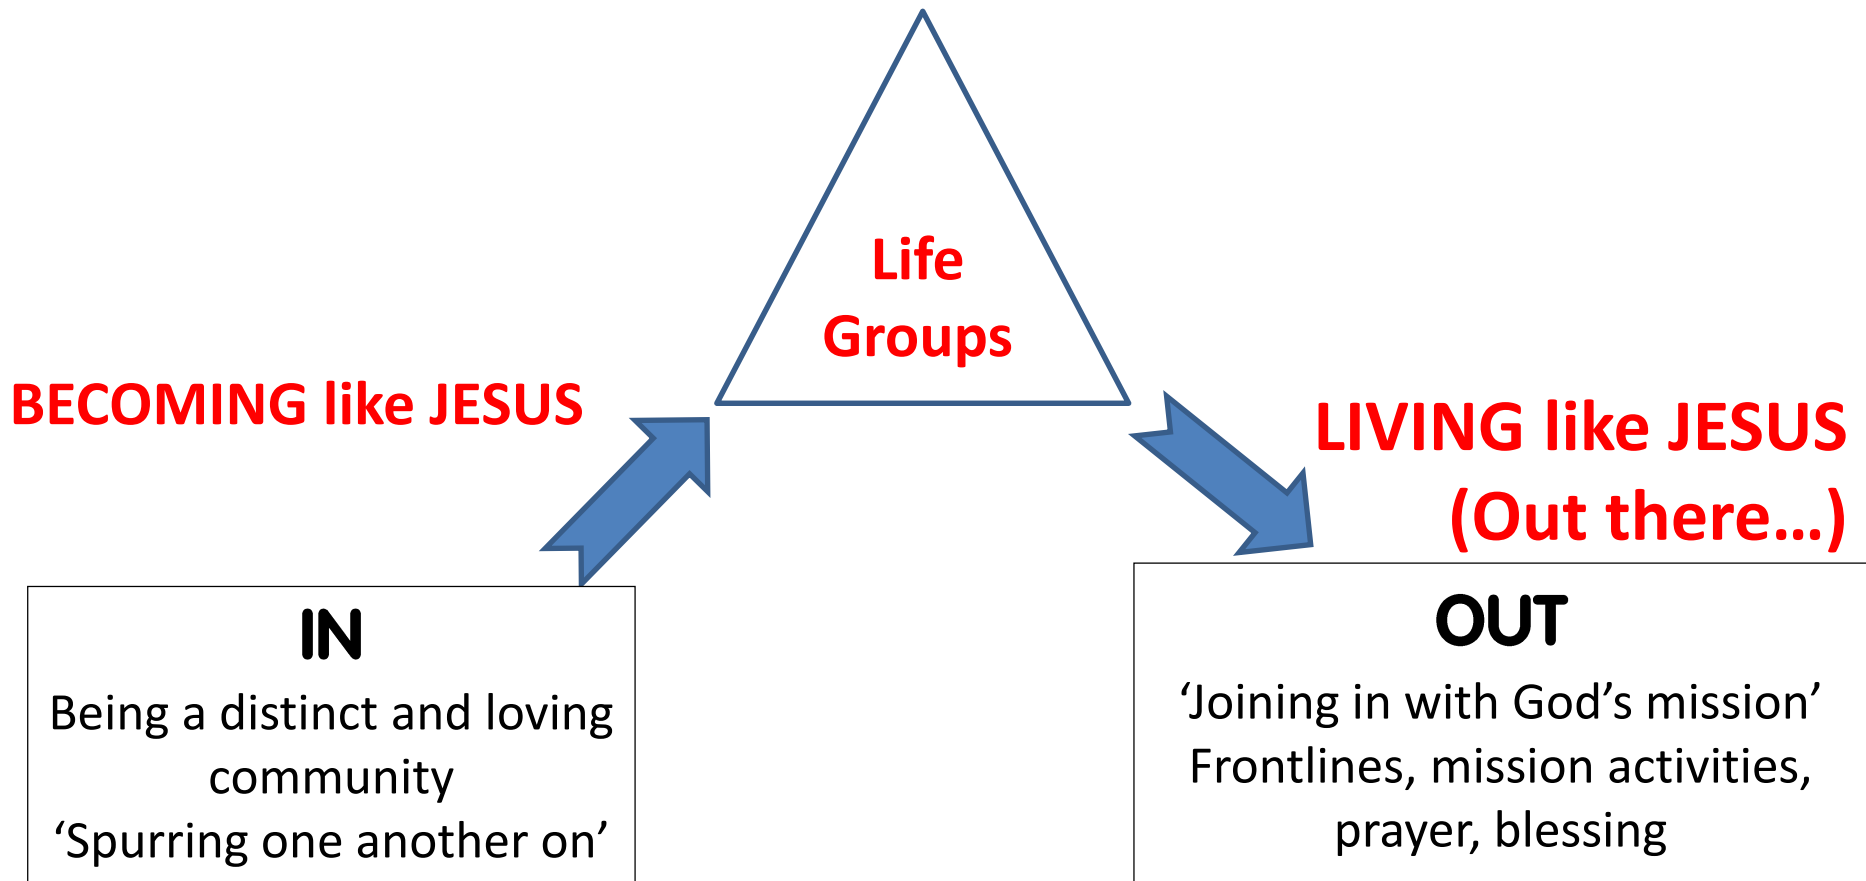 Life
Groups
BECOMING like JESUS
LIVING like JESUS
(Out there…)
IN
Being a distinct and loving
community
‘Spurring one another on’
OUT
‘Joining in with God’s mission’
Frontlines, mission activities,
prayer, blessing